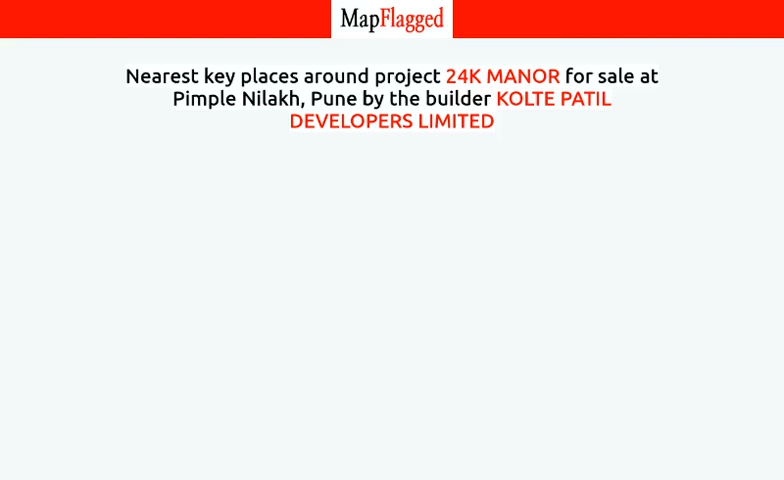 MapFlagged
Nearest key places around project 24K MANOR for sale at
Pimple Nilakh, Pune by the builder KOLTE PATIL
DEVELOPERS LIMITED